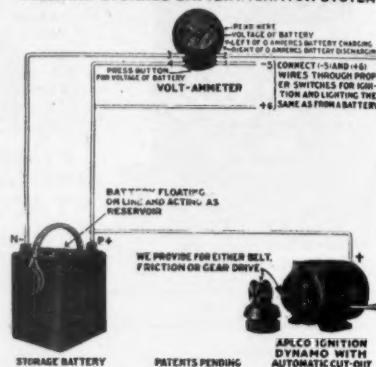 READ HERE
VOLTAGE OF BATTERY
LEFT OF 0 AMPERES BATTERY CHARGING
RIGHT OF 0 AMPERES BATTERY DISCHARGING
PRESS BUTTON
FOR VOLTAGE OF BATTERY
VOLT-AMMETER
-5
+6
CONNECT (-5) AND (+6)
WIRES THROUGH PROP-
ER SWITCHES FOR IGNI-
TION AND LIGHTING THE
SAME AS FROM A BATTERY
BATTERY FLOATING
ON LINE AND ACTING AS
RESERVOIR
N-
P+
WE PROVIDE FOR EITHER BELT,
FRICTION OR GEAR DRIVE
STORAGE BATTERY
PATENTS PENDING
APLCO IGNITION
DYNAMO WITH
AUTOMATIC CUT-OUT